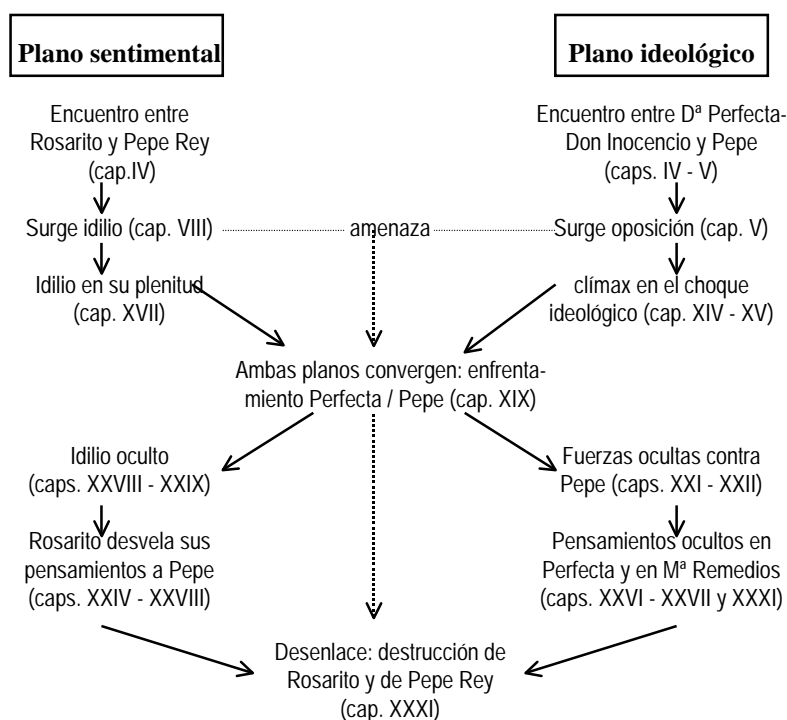 Plano sentimental
Plano ideológico
Encuentro entre
Rosarito y Pepe Rey
(cap.IV)
Encuentro entre Dª Perfecta-
Don Inocencio y Pepe
(caps. IV - V)
Surge idilio (cap. VIII)
amenaza
Surge oposición (cap. V)
Idilio en su plenitud
(cap. XVII)
clímax en el choque
ideológico (cap. XIV - XV)
Ambas planos convergen: enfrenta-
miento Perfecta / Pepe (cap. XIX)
Idilio oculto
(caps. XXVIII - XXIX)
Fuerzas ocultas contra
Pepe (caps. XXI - XXII)
Rosarito desvela sus
pensamientos a Pepe
(caps. XXIV - XXVIII)
Pensamientos ocultos en
Perfecta y en Mª Remedios
(caps. XXVI - XXVII y XXXI)
Desenlace: destrucción de
Rosarito y de Pepe Rey
(cap. XXXI)